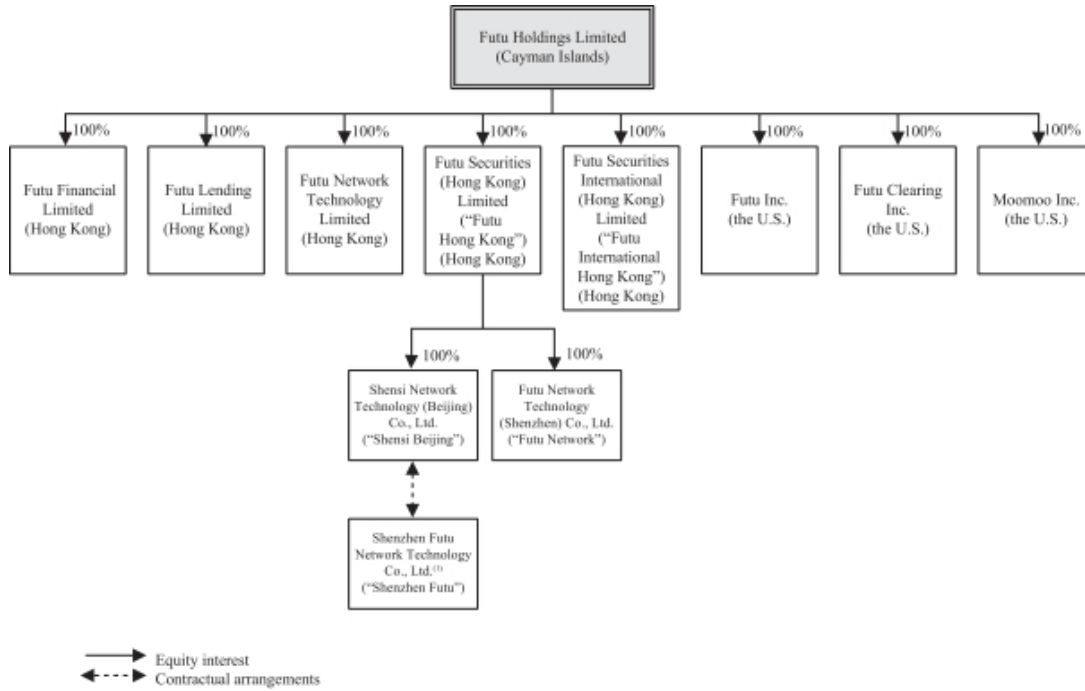 Futu Holdings Limited
(Cayman Islands)
100%
100%
100%
100%
100%
100%
100%
100%
Futu Financial
Limited
(Hong Kong)
Futu Lending
Limited
(Hong Kong)
Futu Network
Technology
Limited
(Hong Kong)
Futu Securities
(Hong Kong)
Limited
(“Futu
Hong Kong”)
(Hong Kong)
Futu Securities
International
(Hong Kong)
Limited
(“Futu
International
Hong Kong”)
(Hong Kong)
Futu Inc.
(the U.S.)
Futu Clearing
Inc.
(the U.S.)
Moomoo Inc.
(the U.S.)
100%
100%
Shensi Network
Technology (Beijing)
Co., Ltd.
(“Shensi Beijing”)
Futu Network
Technology
(Shenzhen) Co., Ltd.
(“Futu Network”)
Shenzhen Futu
Network Technology
Co., Ltd.(1)
(“Shenzhen Futu”)
Equity interest
Contractual arrangements